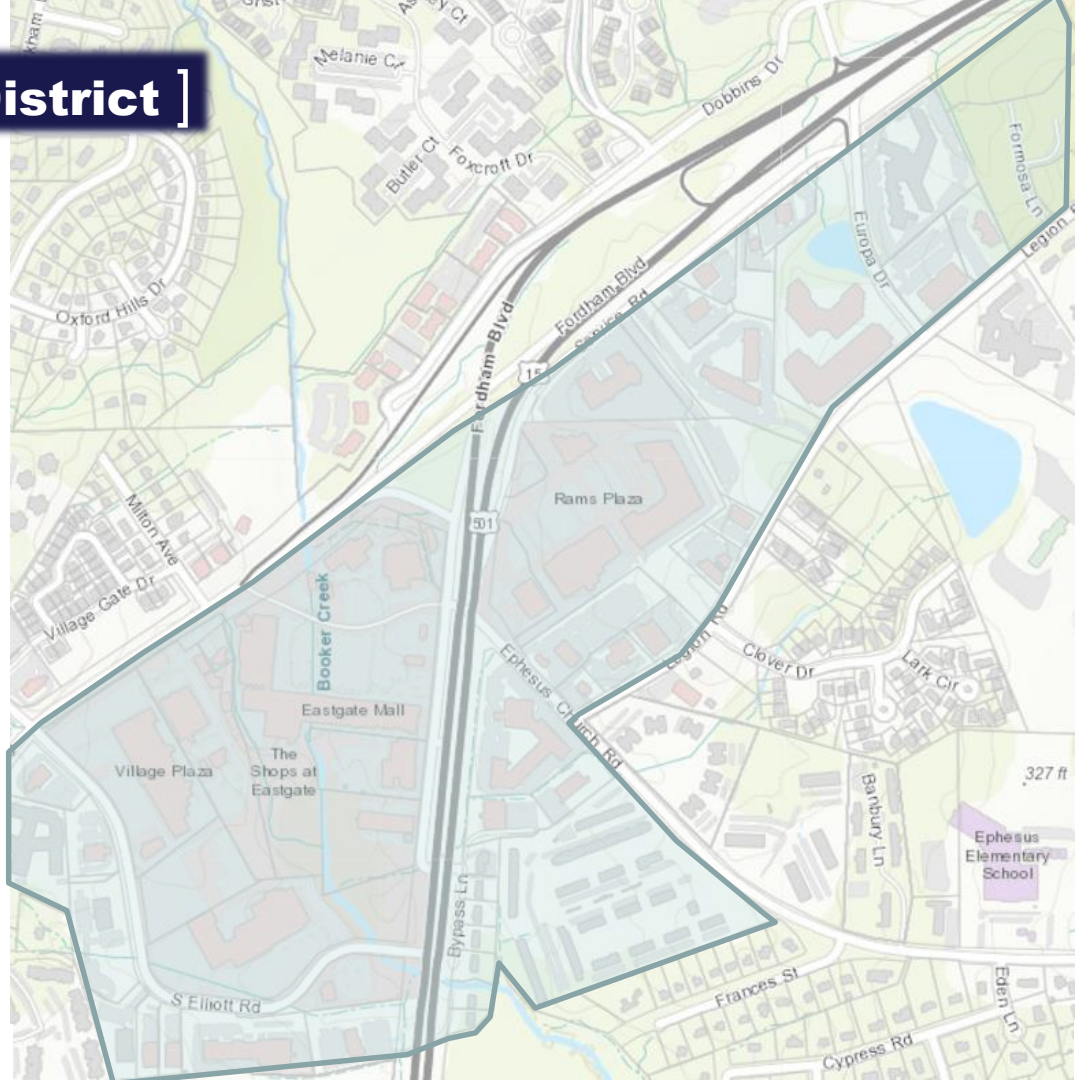 istrict ]
Melanie Cir
Butler Ct
Foxcroft Dr
Dobbins Dr
Formosa Ln
Legion
Europa Dr
Oxford Hills Dr
Fordham Blvd
Service Rd
Fordham Blvd
15
501
Rams Plaza
Milton Ave
Village Gate Dr
Booker Creek
Ephesus Church Rd
Legion Rd
Clover Dr
Lark Cir
Eastgate Mall
Village Plaza
The
Shops at
Eastgate
327 ft
Banbury Ln
Ephesus
Elementary
School
Bypass Ln
S Elliott Rd
Frances St
Eden Ln
Cypress Rd